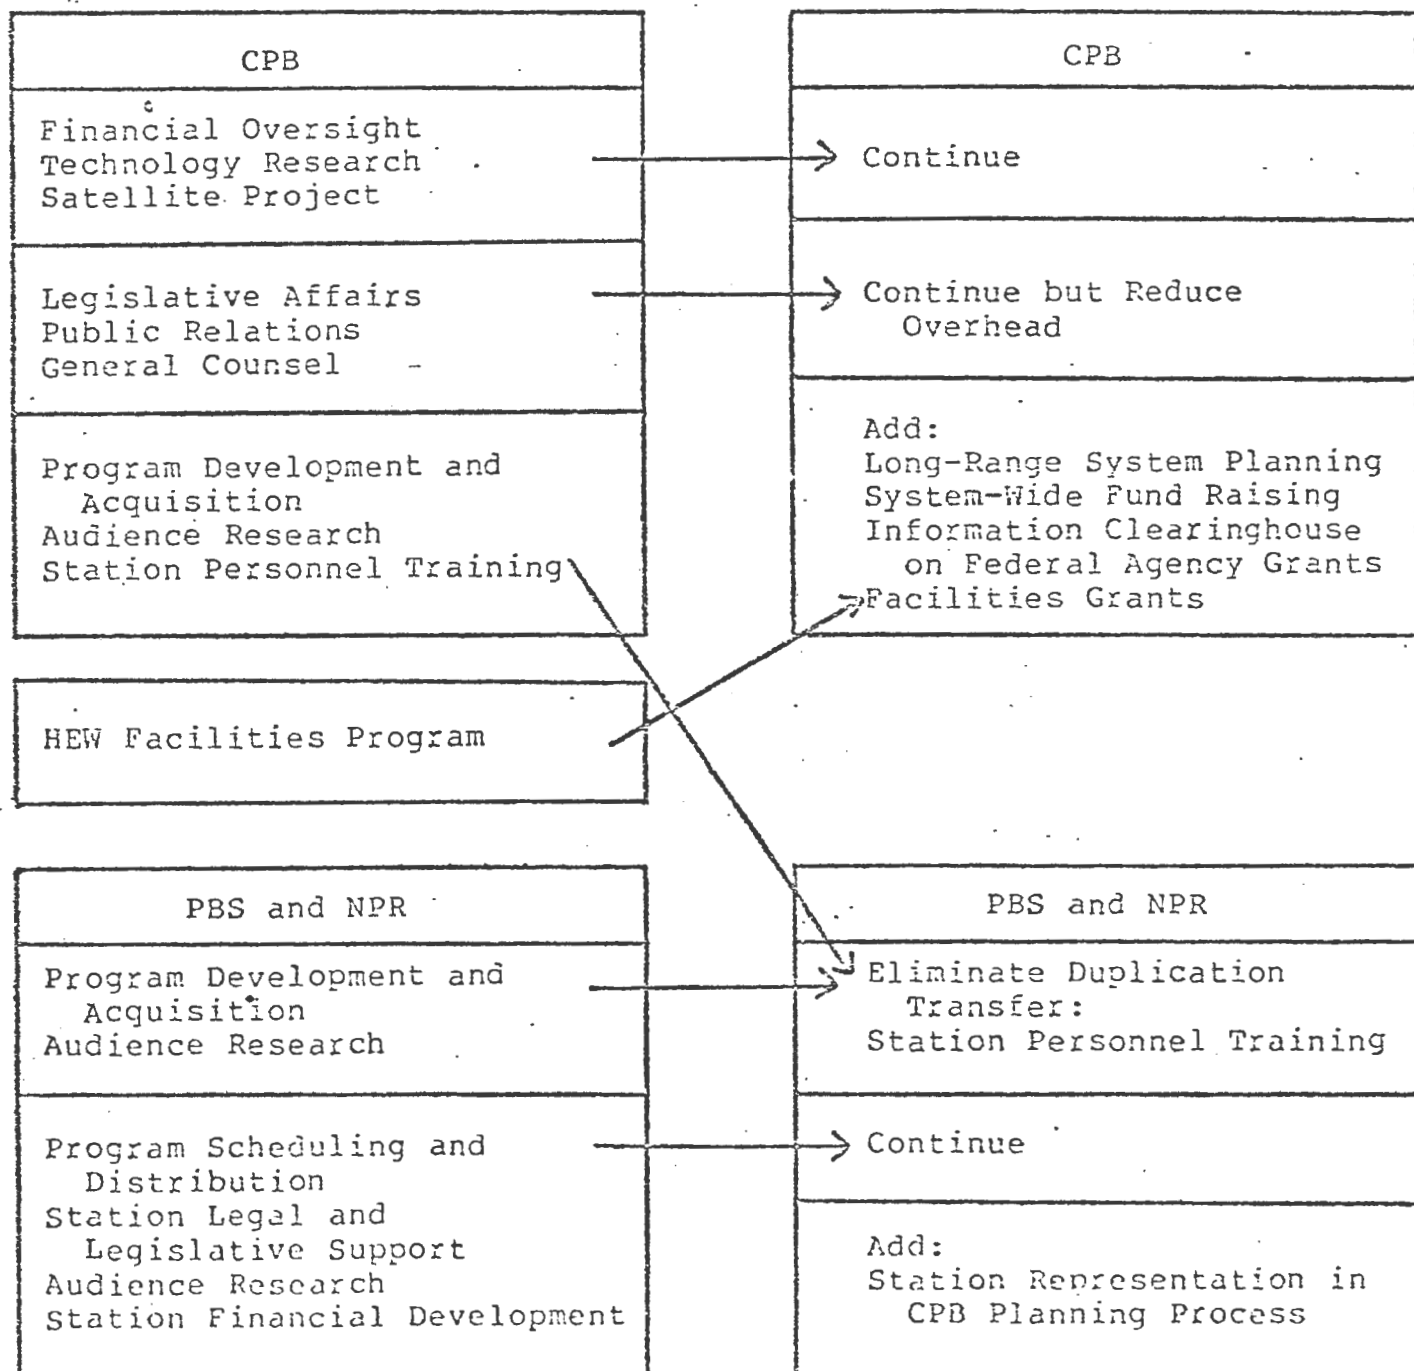 CPB
Financial Oversight
Technology Research
Satellite Project
Legislative Affairs
Public Relations
General Counsel
Program Development and
Acquisition
Audience Research
Station Personnel Training
HEW Facilities Program
PBS and NPR
Program Development and
Acquisition
Audience Research
Program Scheduling and
Distribution
Station Legal and
Legislative Support
Audience Research
Station Financial Development
CPB
Continue
Continue but Reduce
Overhead
Add:
Long-Range System Planning
System-Wide Fund Raising
Information Clearinghouse
on Federal Agency Grants
Facilities Grants
PBS and NPR
Eliminate Duplication
Transfer:
Station Personnel Training
Continue
Add:
Station Representation in
CPB Planning Process